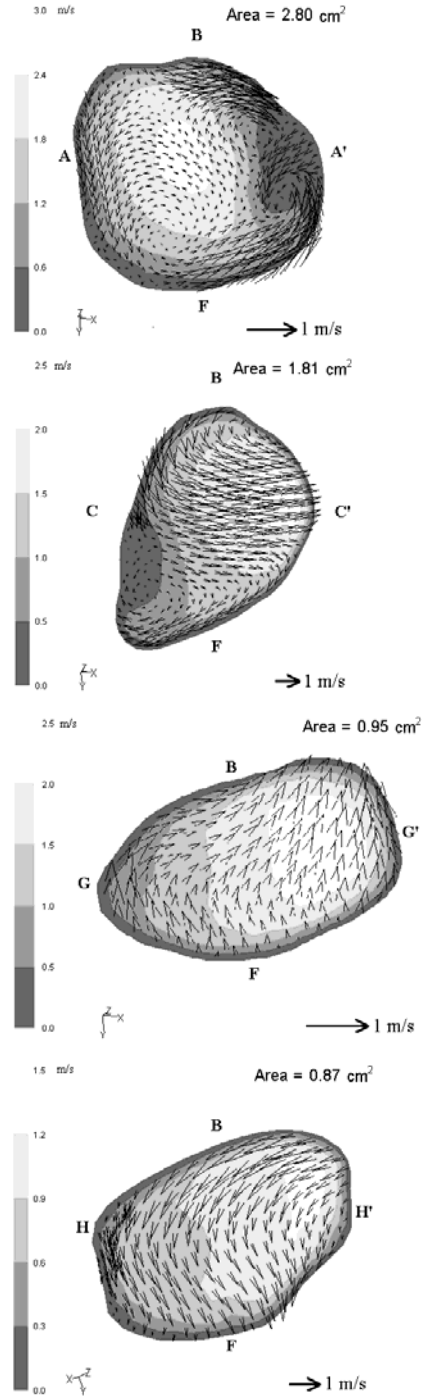 3.0 m/s
Area = 2.80 cm²
B
2.4
1.8
A
A'
1.2
0.6
F
0.0
Z
X
Y
1 m/s
2.5 m/s
Area = 1.81 cm²
B
2.0
1.5
C
C'
1.0
0.5
F
0.0
Z
X
Y
1 m/s
2.5 m/s
Area = 0.95 cm²
B
2.0
1.5
G'
G
1.0
0.5
F
0.0
Z
X
Y
1 m/s
1.5 m/s
Area = 0.87 cm²
B
1.2
0.9
H
H'
0.6
0.3
F
0.0
X
Z
Y
1 m/s